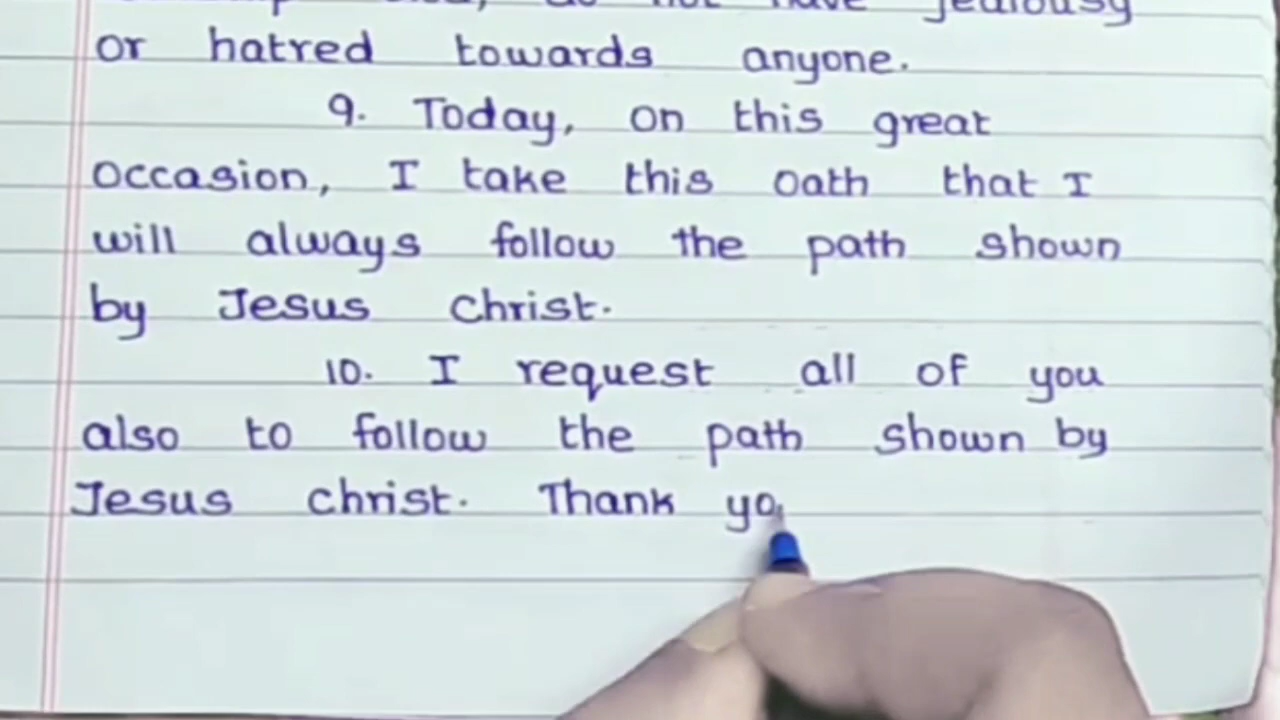 jealousy
or hatred towards anyone.
9. Today, on this great
occasion, I take this oath that I
will always follow the path shown
by Jesus Christ.
10. I request all of you
also to follow the path shown by
Jesus christ. Thank yo